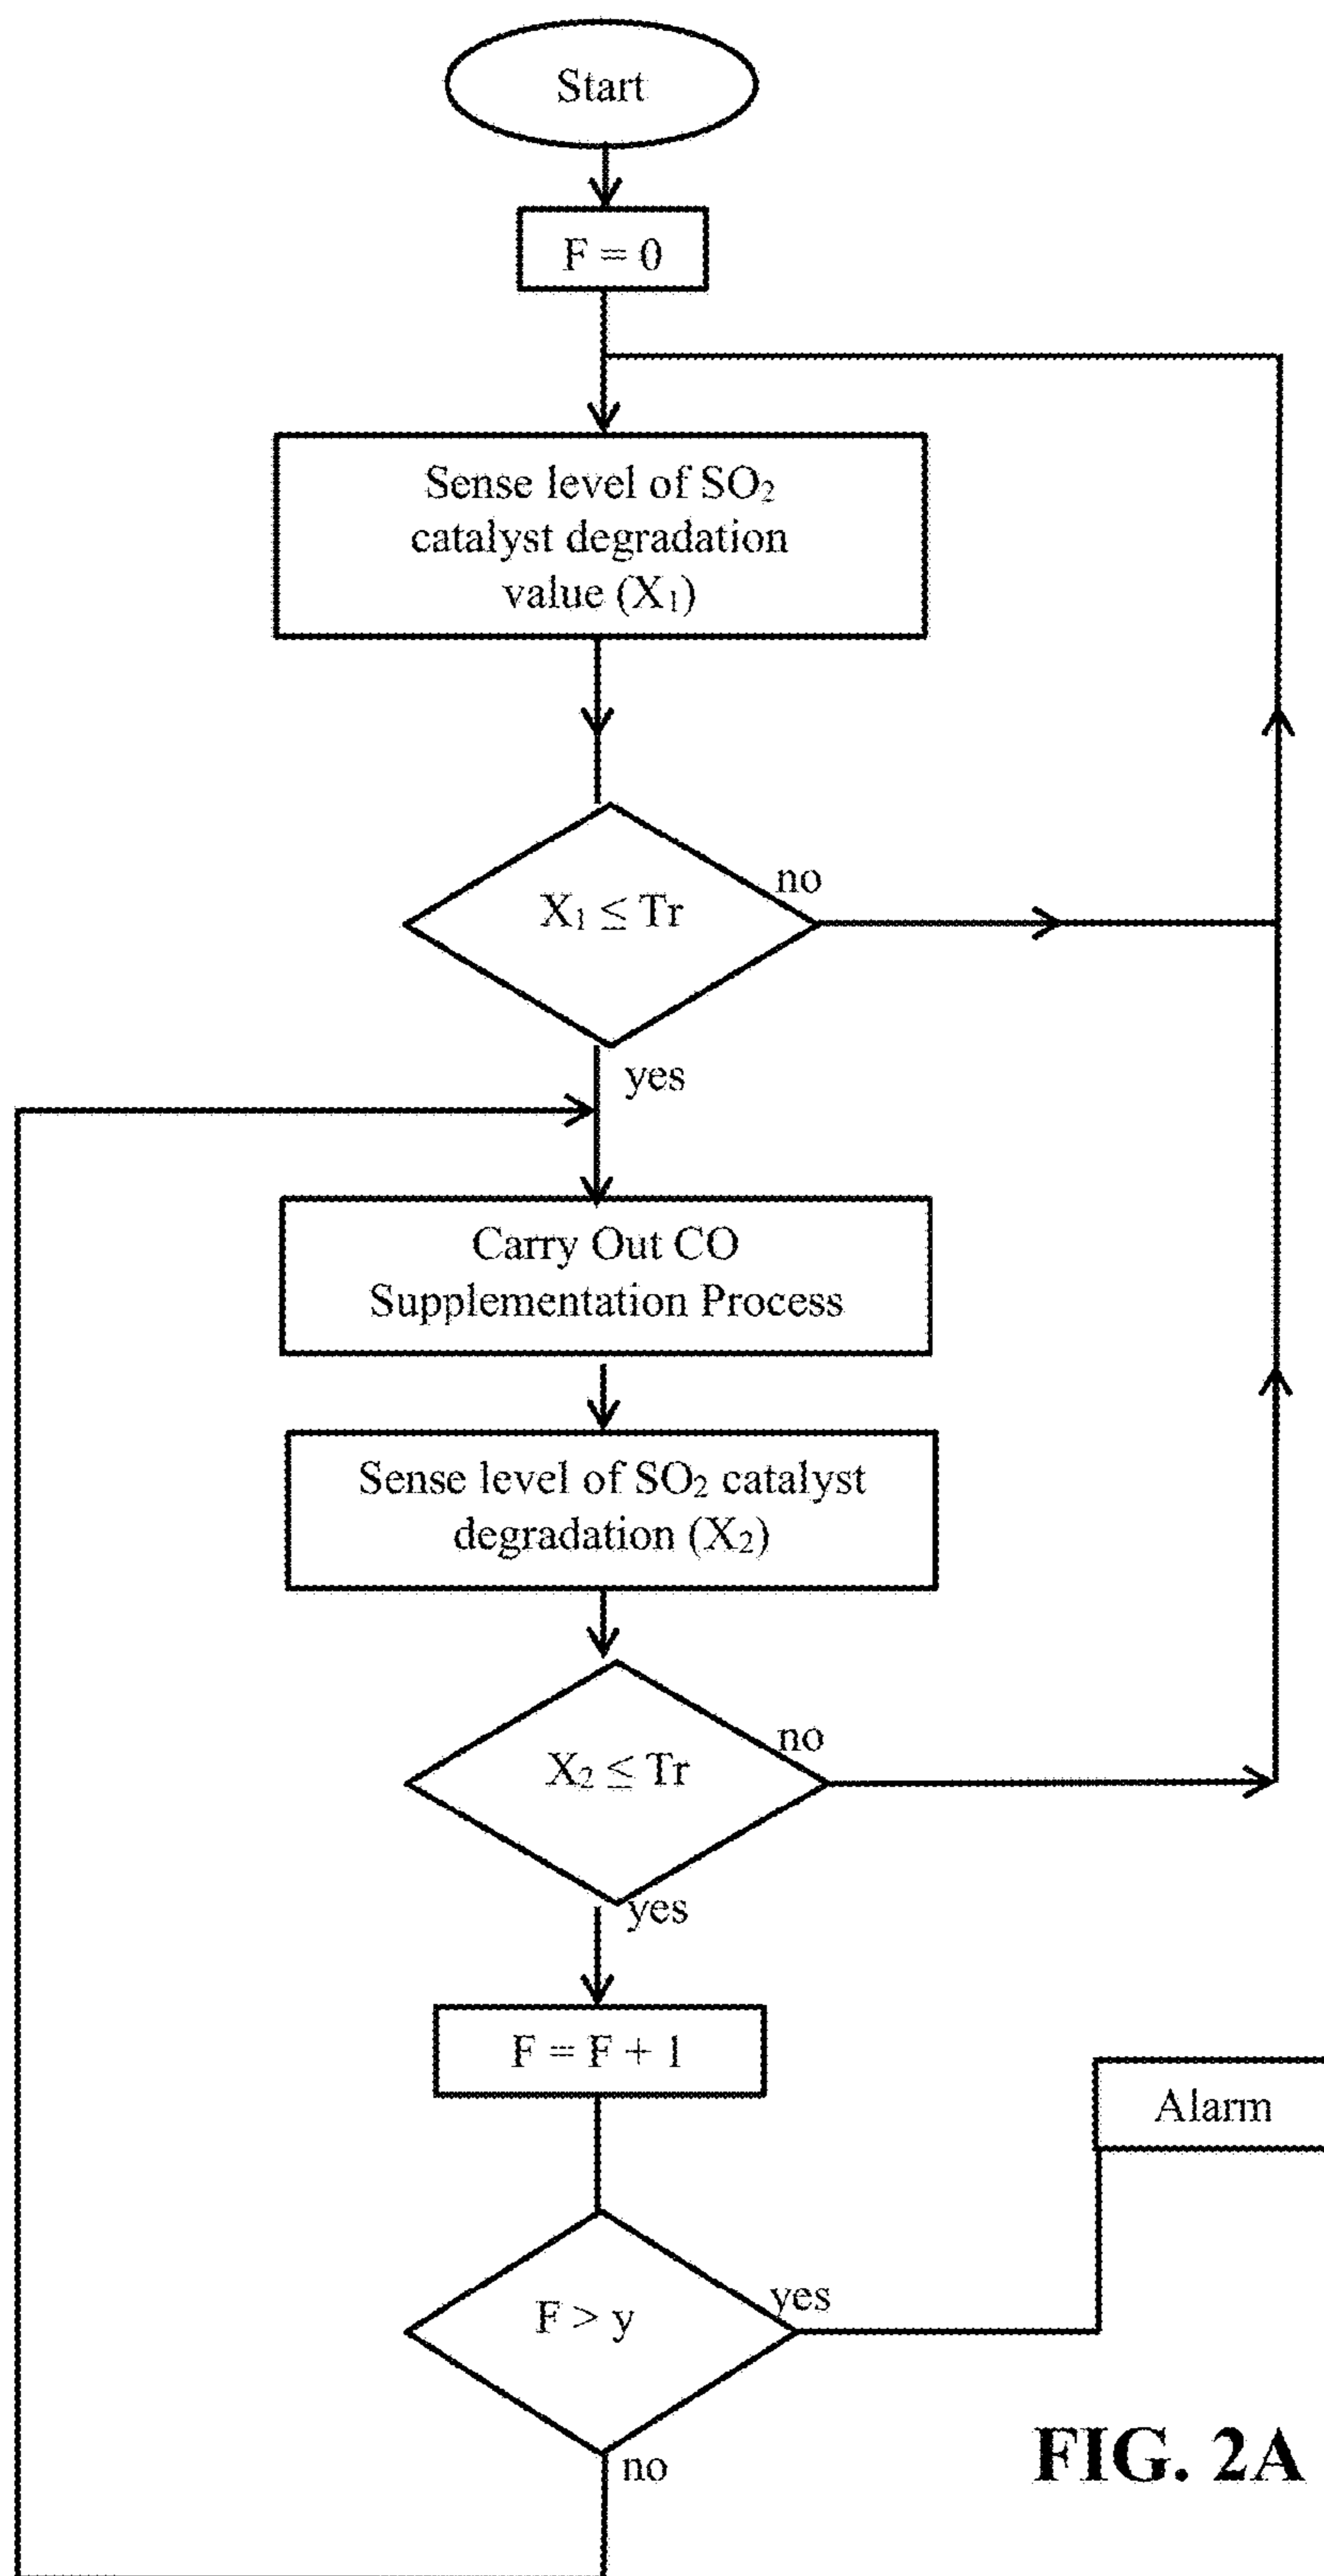 Start
F = 0
Sense level of SO₂
catalyst degradation
value (X₁)
X₁ ≤ Tr
no
yes
Carry Out CO
Supplementation Process
Sense level of SO₂ catalyst
degradation (X₂)
X₂ ≤ Tr
no
yes
F = F + 1
Alarm
F > y
yes
no
FIG. 2A